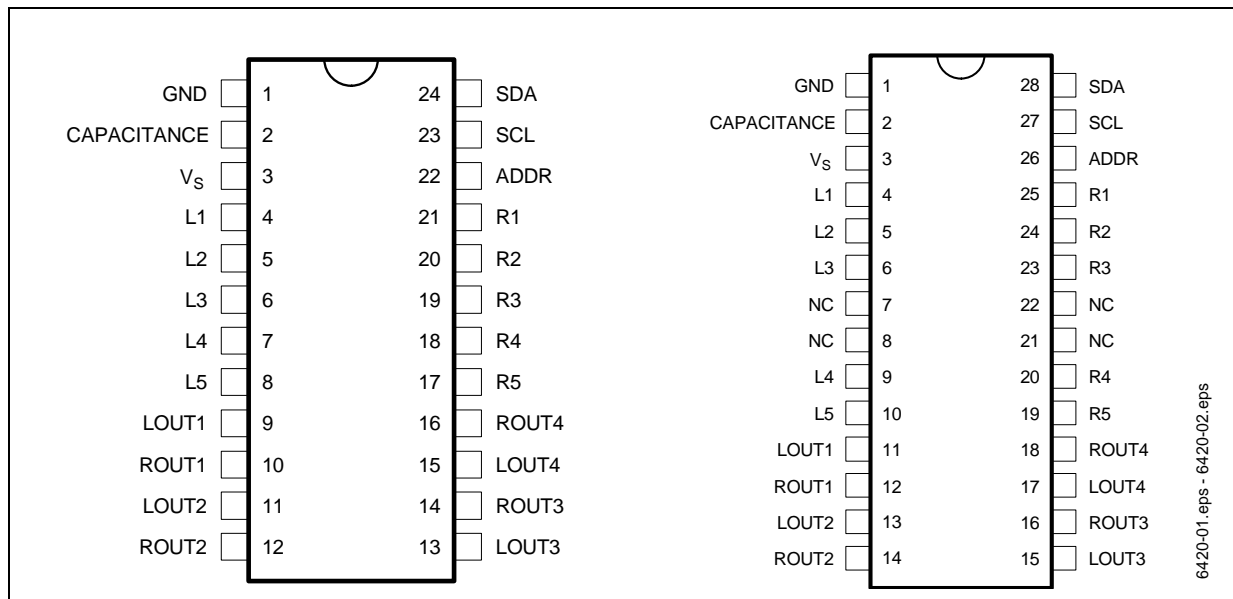 GND 1 24 SDA
CAPACITANCE 2 23 SCL
VS 3 22 ADDR
L1 4 21 R1
L2 5 20 R2
L3 6 19 R3
L4 7 18 R4
L5 8 17 R5
LOUT1 9 16 ROUT4
ROUT1 10 15 LOUT4
LOUT2 11 14 ROUT3
ROUT2 12 13 LOUT3
GND 1 28 SDA
CAPACITANCE 2 27 SCL
VS 3 26 ADDR
L1 4 25 R1
L2 5 24 R2
L3 6 23 R3
NC 7 22 NC
NC 8 21 NC
L4 9 20 R4
L5 10 19 R5
LOUT1 11 18 ROUT4
ROUT1 12 17 LOUT4
LOUT2 13 16 ROUT3
ROUT2 14 15 LOUT3
6420-01.eps - 6420-02.eps